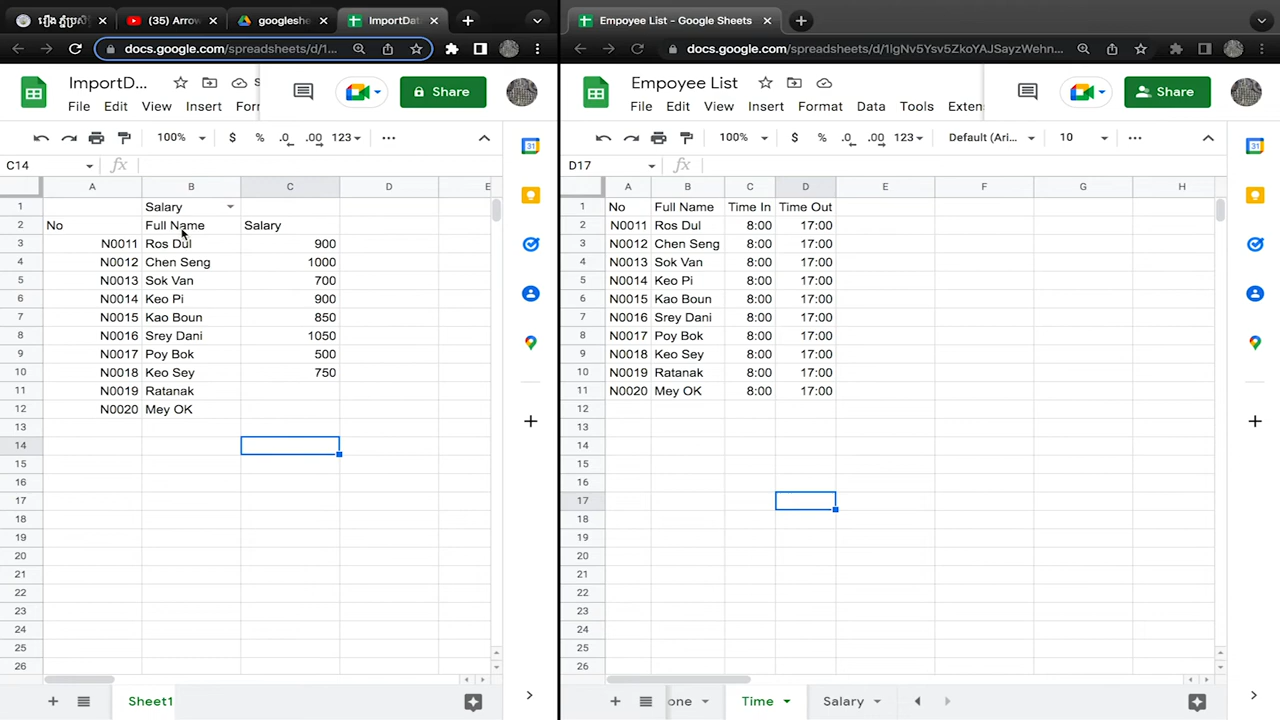 (35) Arrow
googleshe
ImportDat
Empoyee List - Google Sheets
docs.google.com/spreadsheets/d/1...
docs.google.com/spreadsheets/d/1lgNv5Ysv5ZkoYAJSayzWehn...
ImportD...
Share
File Edit View Insert For
100% $ % .0 .00 123
C14
A B C D E
1 Salary
2 No Full Name Salary
3 N0011 Ros Dul 900
4 N0012 Chen Seng 1000
5 N0013 Sok Van 700
6 N0014 Keo Pi 900
7 N0015 Kao Boun 850
8 N0016 Srey Dani 1050
9 N0017 Poy Bok 500
10 N0018 Keo Sey 750
11 N0019 Ratanak
12 N0020 Mey OK
13
14
15
16
17
18
19
20
21
22
23
24
25
26
Sheet1
Empoyee List
Share
File Edit View Insert Format Data Tools Exten
100% $ % .0 .00 123 Default (Ari... 10
D17
A B C D E F G H
1 No Full Name Time In Time Out
2 N0011 Ros Dul 8:00 17:00
3 N0012 Chen Seng 8:00 17:00
4 N0013 Sok Van 8:00 17:00
5 N0014 Keo Pi 8:00 17:00
6 N0015 Kao Boun 8:00 17:00
7 N0016 Srey Dani 8:00 17:00
8 N0017 Poy Bok 8:00 17:00
9 N0018 Keo Sey 8:00 17:00
10 N0019 Ratanak 8:00 17:00
11 N0020 Mey OK 8:00 17:00
12
13
14
15
16
17
18
19
20
21
22
23
24
25
26
one Time Salary